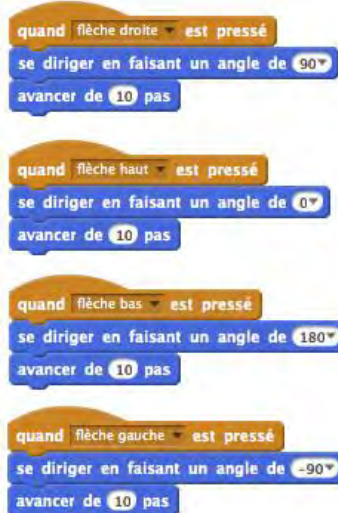 quand flèche droite est pressé
se diriger en faisant un angle de 90
avancer de 10 pas
quand flèche haut est pressé
se diriger en faisant un angle de 0
avancer de 10 pas
quand flèche bas est pressé
se diriger en faisant un angle de 180
avancer de 10 pas
quand flèche gauche est pressé
se diriger en faisant un angle de -90
avancer de 10 pas